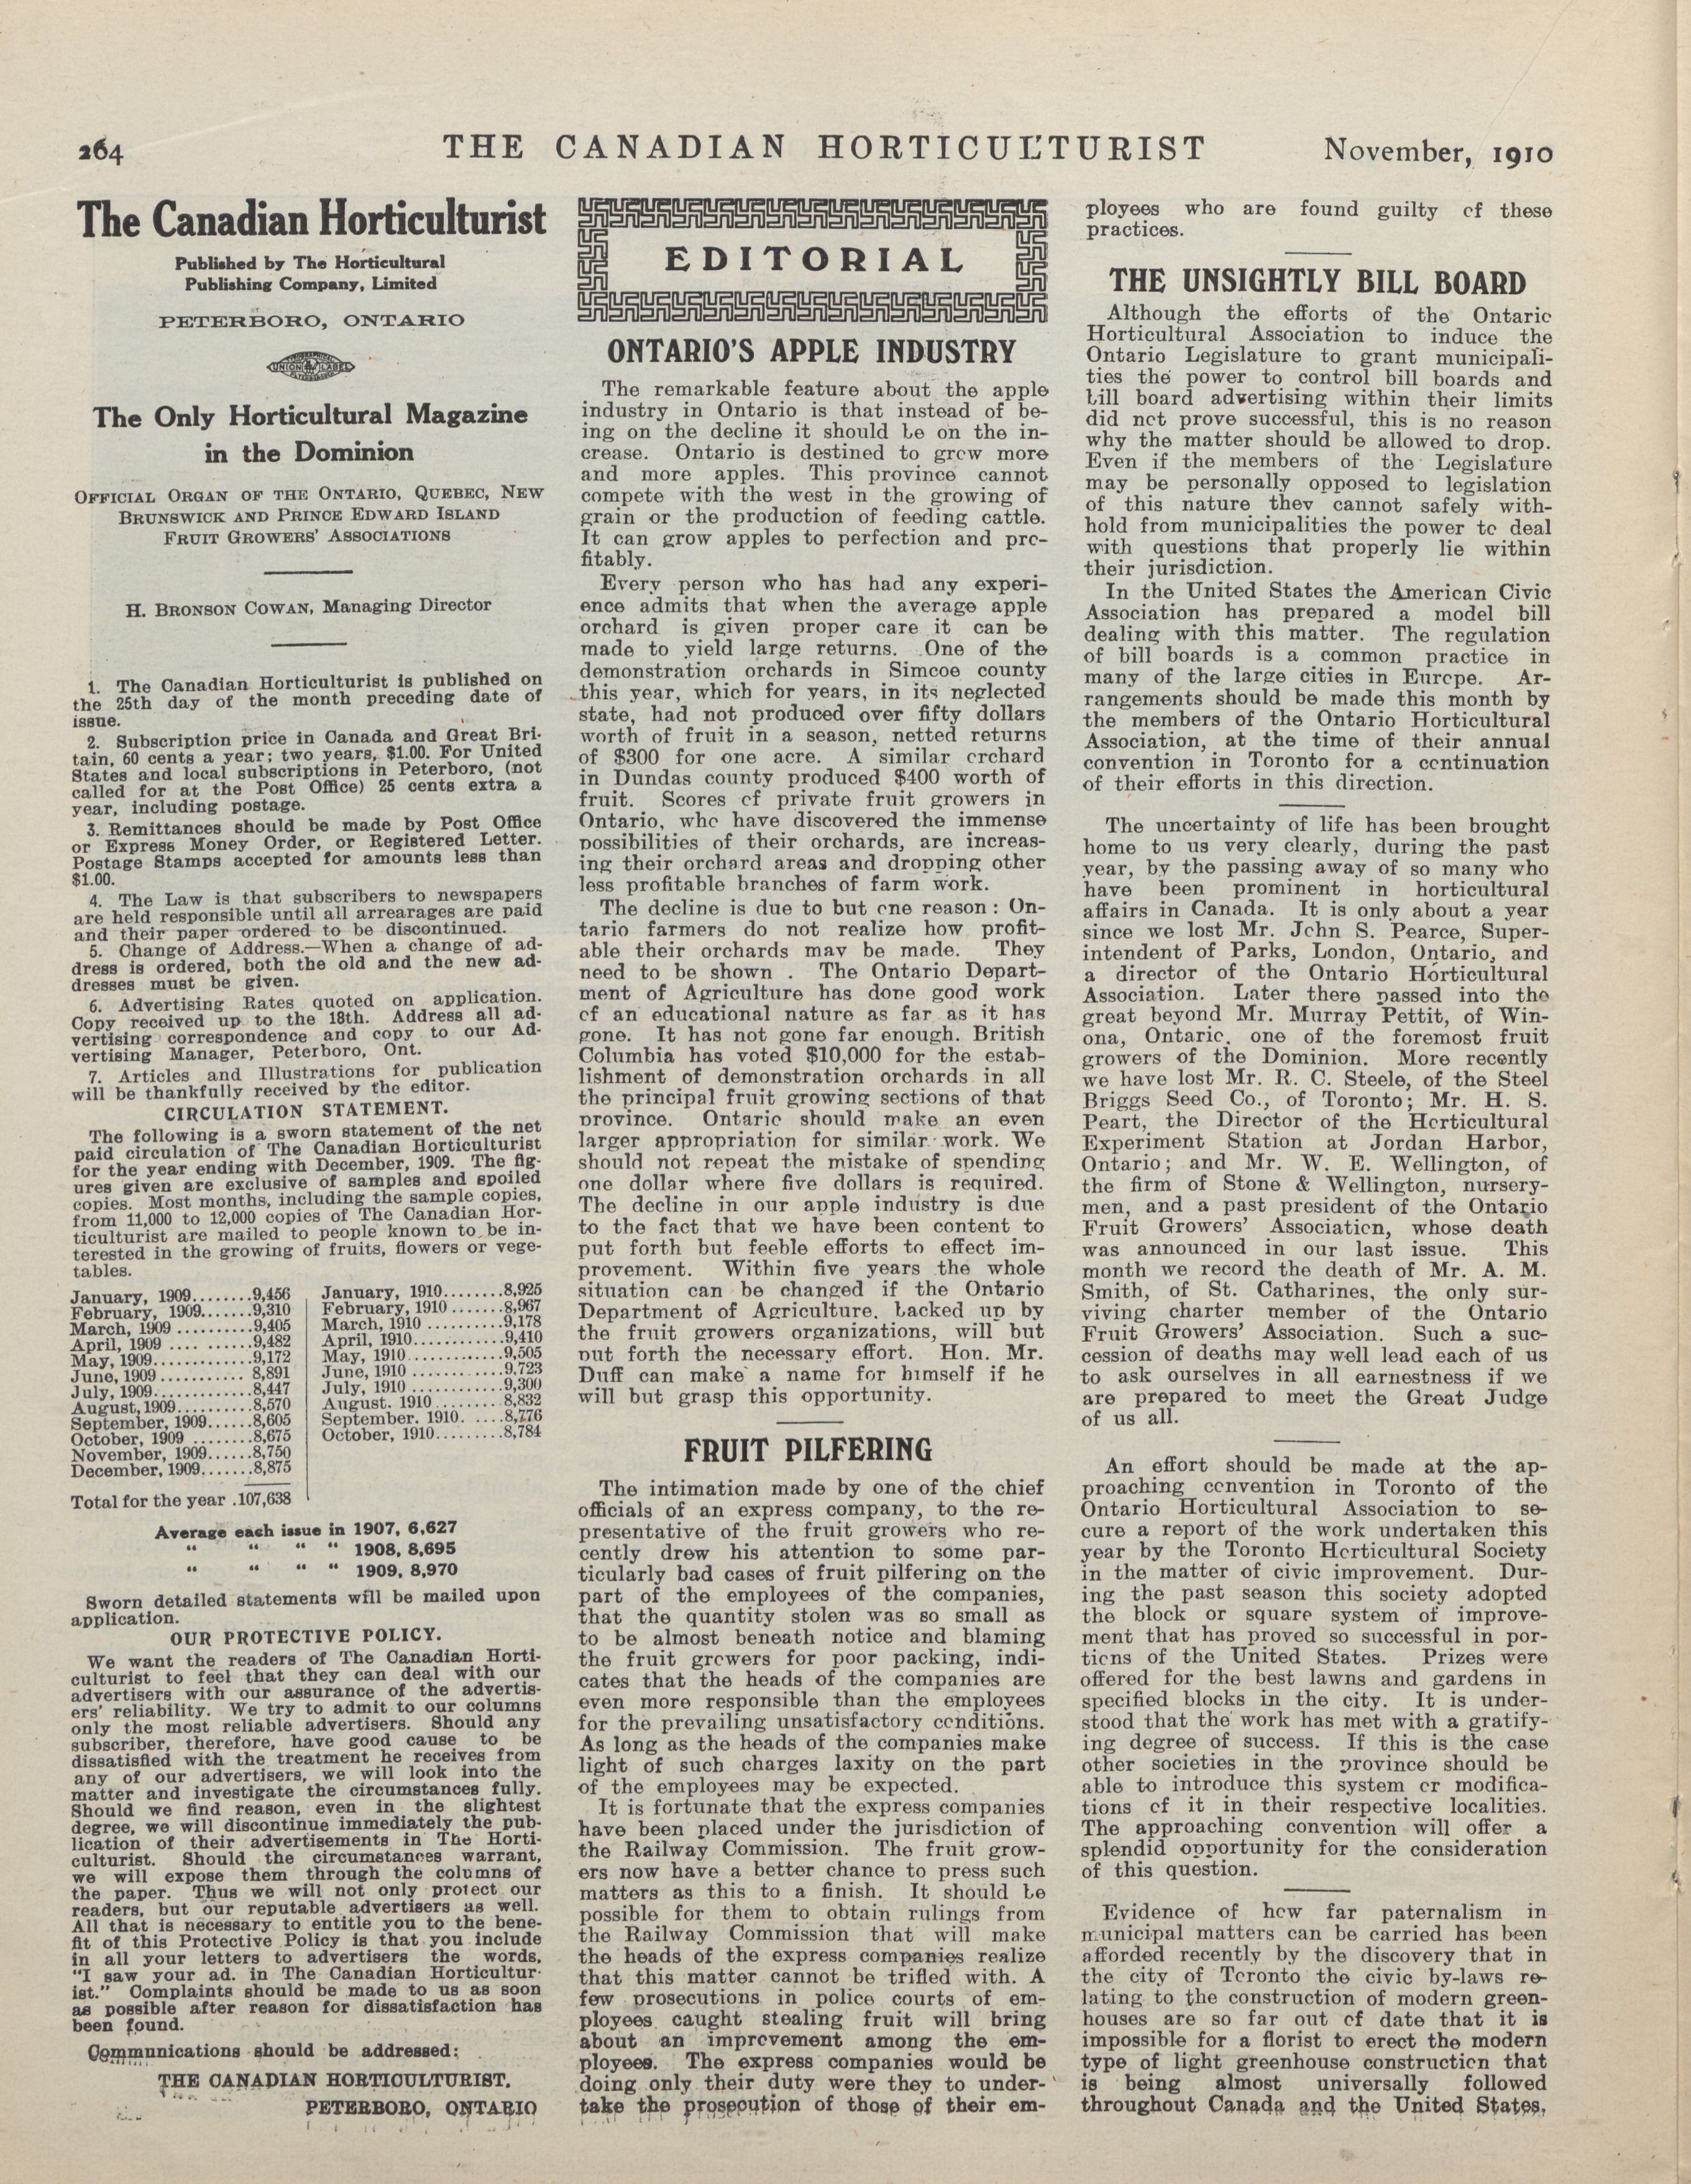 264
THE CANADIAN HORTICULTURIST
November, 1910
The Canadian Horticulturist
Published by The Horticultural
Publishing Company, Limited
PETERBORO, ONTARIO
UNION LABEL
The Only Horticultural Magazine
in the Dominion
OFFICIAL ORGAN OF THE ONTARIO, QUEBEC, NEW
BRUNSWICK AND PRINCE EDWARD ISLAND
FRUIT GROWERS' ASSOCIATIONS
H. BRONSON COWAN, Managing Director
1. The Canadian Horticulturist is published on
the 25th day of the month preceding date of
issue.
2. Subscription price in Canada and Great Bri-
tain, 60 cents a year; two years, $1.00. For United
States and local subscriptions in Peterboro, (not
called for at the Post Office) 25 cents extra a
year, including postage.
3. Remittances should be made by Post Office
or Express Money Order, or Registered Letter.
Postage Stamps accepted for amounts less than
$1.00.
4. The Law is that subscribers to newspapers
are held responsible until all arrearages are paid
and their paper ordered to be discontinued.
5. Change of Address.—When a change of ad-
dress is ordered, both the old and the new ad-
dresses must be given.
6. Advertising Rates quoted on application.
Copy received up to the 18th. Address all ad-
vertising correspondence and copy to our Ad-
vertising Manager, Peterboro, Ont.
7. Articles and Illustrations for publication
will be thankfully received by the editor.
CIRCULATION STATEMENT.
The following is a sworn statement of the net
paid circulation of The Canadian Horticulturist
for the year ending with December, 1909. The fig-
ures given are exclusive of samples and spoiled
copies. Most months, including the sample copies,
from 11,000 to 12,000 copies of The Canadian Hor-
ticulturist are mailed to people known to be in-
terested in the growing of fruits, flowers or vege-
tables.
January, 1909........9,456
February, 1909.......9,310
March, 1909 ..........9,405
April, 1909 .... .......9,482
May, 1909.............9,172
June, 1909 ........... 8,891
July, 1909.............8,447
August, 1909..........8,570
September, 1909......8,605
October, 1909 ........8,675
November, 1909......8,750
December, 1909.......8,875
Total for the year .107,638
January, 1910........8,925
February, 1910 .......8,967
March, 1910 ..........9,178
April, 1910............9,410
May, 1910.............9,505
June, 1910 ............9,723
July, 1910 ............9,300
August. 1910 .........8,832
September. 1910. ....8,776
October, 1910.........8,784
Average each issue in 1907, 6,627
" " " " 1908, 8,695
" " " " 1909, 8,970
Sworn detailed statements will be mailed upon
application.
OUR PROTECTIVE POLICY.
We want the readers of The Canadian Horti-
culturist to feel that they can deal with our
advertisers with our assurance of the advertis-
ers' reliability. We try to admit to our columns
only the most reliable advertisers. Should any
subscriber, therefore, have good cause to be
dissatisfied with the treatment he receives from
any of our advertisers, we will look into the
matter and investigate the circumstances fully.
Should we find reason, even in the slightest
degree, we will discontinue immediately the pub-
lication of their advertisements in The Horti-
culturist. Should the circumstances warrant,
we will expose them through the columns of
the paper. Thus we will not only protect our
readers, but our reputable advertisers as well.
All that is necessary to entitle you to the bene-
fit of this Protective Policy is that you include
in all your letters to advertisers the words,
"I saw your ad. in The Canadian Horticultur-
ist." Complaints should be made to us as soon
as possible after reason for dissatisfaction has
been found.
Communications should be addressed:
THE CANADIAN HORTICULTURIST.
PETERBORO, ONTARIO
EDITORIAL
ONTARIO'S APPLE INDUSTRY
The remarkable feature about the apple
industry in Ontario is that instead of be-
ing on the decline it should be on the in-
crease. Ontario is destined to grow more
and more apples. This province cannot
compete with the west in the growing of
grain or the production of feeding cattle.
It can grow apples to perfection and pro-
fitably.
Every person who has had any experi-
ence admits that when the average apple
orchard is given proper care it can be
made to yield large returns. One of the
demonstration orchards in Simcoe county
this year, which for years, in its neglected
state, had not produced over fifty dollars
worth of fruit in a season, netted returns
of $300 for one acre. A similar orchard
in Dundas county produced $400 worth of
fruit. Scores of private fruit growers in
Ontario, who have discovered the immense
possibilities of their orchards, are increas-
ing their orchard areas and dropping other
less profitable branches of farm work.
The decline is due to but one reason: On-
tario farmers do not realize how profit-
able their orchards may be made. They
need to be shown . The Ontario Depart-
ment of Agriculture has done good work
of an educational nature as far as it has
gone. It has not gone far enough. British
Columbia has voted $10,000 for the estab-
lishment of demonstration orchards in all
the principal fruit growing sections of that
province. Ontario should make an even
larger appropriation for similar work. We
should not repeat the mistake of spending
one dollar where five dollars is required.
The decline in our apple industry is due
to the fact that we have been content to
put forth but feeble efforts to effect im-
provement. Within five years the whole
situation can be changed if the Ontario
Department of Agriculture, backed up by
the fruit growers organizations, will but
put forth the necessary effort. Hon. Mr.
Duff can make a name for himself if he
will but grasp this opportunity.
FRUIT PILFERING
The intimation made by one of the chief
officials of an express company, to the re-
presentative of the fruit growers who re-
cently drew his attention to some par-
ticularly bad cases of fruit pilfering on the
part of the employees of the companies,
that the quantity stolen was so small as
to be almost beneath notice and blaming
the fruit growers for poor packing, indi-
cates that the heads of the companies are
even more responsible than the employees
for the prevailing unsatisfactory conditions.
As long as the heads of the companies make
light of such charges laxity on the part
of the employees may be expected.
It is fortunate that the express companies
have been placed under the jurisdiction of
the Railway Commission. The fruit grow-
ers now have a better chance to press such
matters as this to a finish. It should be
possible for them to obtain rulings from
the Railway Commission that will make
the heads of the express companies realize
that this matter cannot be trifled with. A
few prosecutions in police courts of em-
ployees caught stealing fruit will bring
about an improvement among the em-
ployees. The express companies would be
doing only their duty were they to under-
take the prosecution of those of their em-
ployees who are found guilty of these
practices.
THE UNSIGHTLY BILL BOARD
Although the efforts of the Ontario
Horticultural Association to induce the
Ontario Legislature to grant municipali-
ties the power to control bill boards and
bill board advertising within their limits
did not prove successful, this is no reason
why the matter should be allowed to drop.
Even if the members of the Legislature
may be personally opposed to legislation
of this nature they cannot safely with-
hold from municipalities the power to deal
with questions that properly lie within
their jurisdiction.
In the United States the American Civic
Association has prepared a model bill
dealing with this matter. The regulation
of bill boards is a common practice in
many of the large cities in Europe. Ar-
rangements should be made this month by
the members of the Ontario Horticultural
Association, at the time of their annual
convention in Toronto for a continuation
of their efforts in this direction.
The uncertainty of life has been brought
home to us very clearly, during the past
year, by the passing away of so many who
have been prominent in horticultural
affairs in Canada. It is only about a year
since we lost Mr. John S. Pearce, Super-
intendent of Parks, London, Ontario, and
a director of the Ontario Horticultural
Association. Later there passed into the
great beyond Mr. Murray Pettit, of Win-
ona, Ontario, one of the foremost fruit
growers of the Dominion. More recently
we have lost Mr. R. C. Steele, of the Steel
Briggs Seed Co., of Toronto; Mr. H. S.
Peart, the Director of the Horticultural
Experiment Station at Jordan Harbor,
Ontario; and Mr. W. E. Wellington, of
the firm of Stone & Wellington, nursery-
men, and a past president of the Ontario
Fruit Growers' Association, whose death
was announced in our last issue. This
month we record the death of Mr. A. M.
Smith, of St. Catharines, the only sur-
viving charter member of the Ontario
Fruit Growers' Association. Such a suc-
cession of deaths may well lead each of us
to ask ourselves in all earnestness if we
are prepared to meet the Great Judge
of us all.
An effort should be made at the ap-
proaching convention in Toronto of the
Ontario Horticultural Association to se-
cure a report of the work undertaken this
year by the Toronto Horticultural Society
in the matter of civic improvement. Dur-
ing the past season this society adopted
the block or square system of improve-
ment that has proved so successful in por-
tions of the United States. Prizes were
offered for the best lawns and gardens in
specified blocks in the city. It is under-
stood that the work has met with a gratify-
ing degree of success. If this is the case
other societies in the province should be
able to introduce this system or modifica-
tions of it in their respective localities.
The approaching convention will offer a
splendid opportunity for the consideration
of this question.
Evidence of how far paternalism in
municipal matters can be carried has been
afforded recently by the discovery that in
the city of Toronto the civic by-laws re-
lating to the construction of modern green-
houses are so far out of date that it is
impossible for a florist to erect the modern
type of light greenhouse construction that
is being almost universally followed
throughout Canada and the United States.